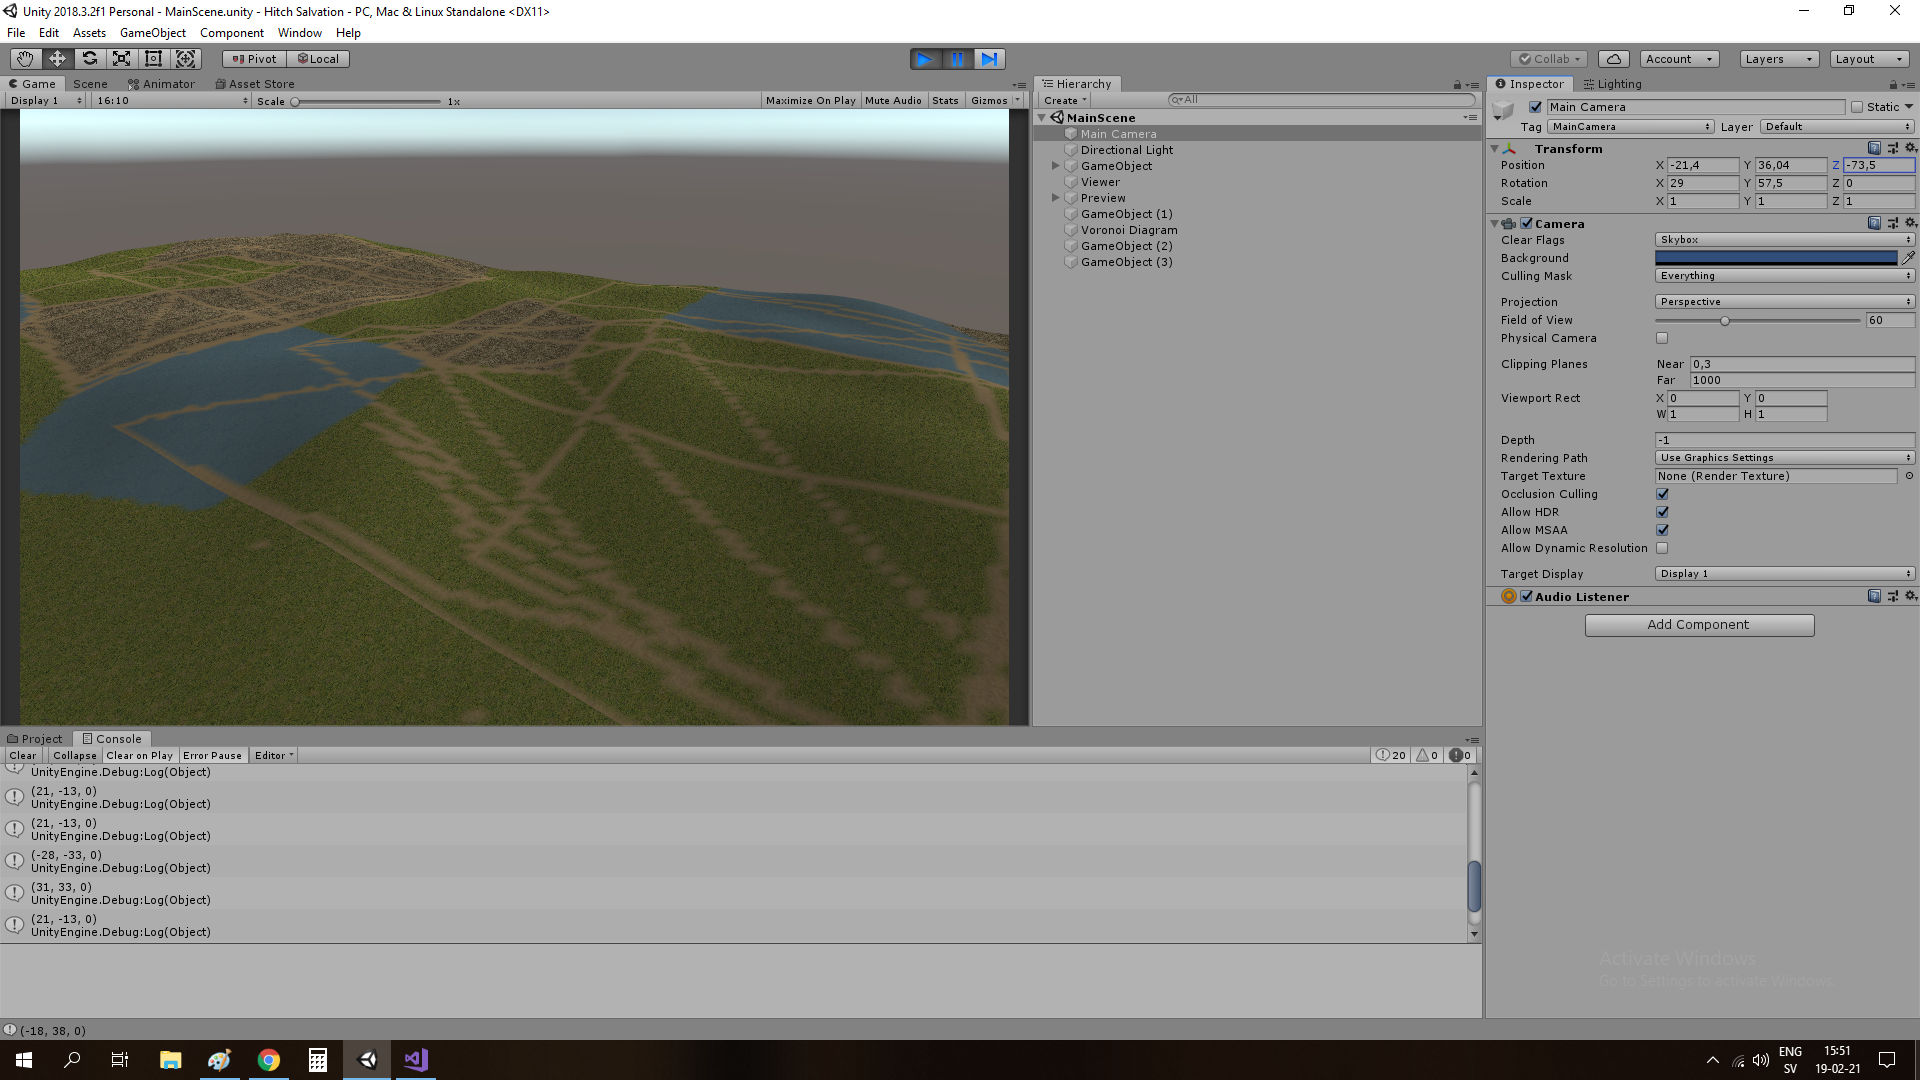 Unity 2018.3.2f1 Personal - MainScene.unity - Hitch Salvation - PC, Mac & Linux Standalone <DX11>
File Edit Assets GameObject Component Window Help
Pivot Local Collab Account Layers Layout
Game Scene Animator Asset Store
Display 1 16:10 Scale 1x Maximize On Play Mute Audio Stats Gizmos
Hierarchy
Create All
MainScene
Main Camera
Directional Light
GameObject
Viewer
Preview
GameObject (1)
Voronoi Diagram
GameObject (2)
GameObject (3)
Inspector Lighting
Main Camera Static
Tag MainCamera Layer Default
Transform
Position X -21,4 Y 36,04 Z -73,5
Rotation X 29 Y 57,5 Z 0
Scale X 1 Y 1 Z 1
Camera
Clear Flags Skybox
Background
Culling Mask Everything
Projection Perspective
Field of View 60
Physical Camera
Clipping Planes Near 0,3
Far 1000
Viewport Rect X 0 Y 0
W 1 H 1
Depth -1
Rendering Path Use Graphics Settings
Target Texture None (Render Texture)
Occlusion Culling
Allow HDR
Allow MSAA
Allow Dynamic Resolution
Target Display Display 1
Audio Listener
Add Component
Project Console
Clear Collapse Clear on Play Error Pause Editor 20 0 0
UnityEngine.Debug:Log(Object)
(21, -13, 0)
UnityEngine.Debug:Log(Object)
(21, -13, 0)
UnityEngine.Debug:Log(Object)
(-28, -33, 0)
UnityEngine.Debug:Log(Object)
(31, 33, 0)
UnityEngine.Debug:Log(Object)
(21, -13, 0)
UnityEngine.Debug:Log(Object)
Activate Windows
Go to Settings to activate Windows.
(-18, 38, 0)
ENG 15:51
SV 19-02-21